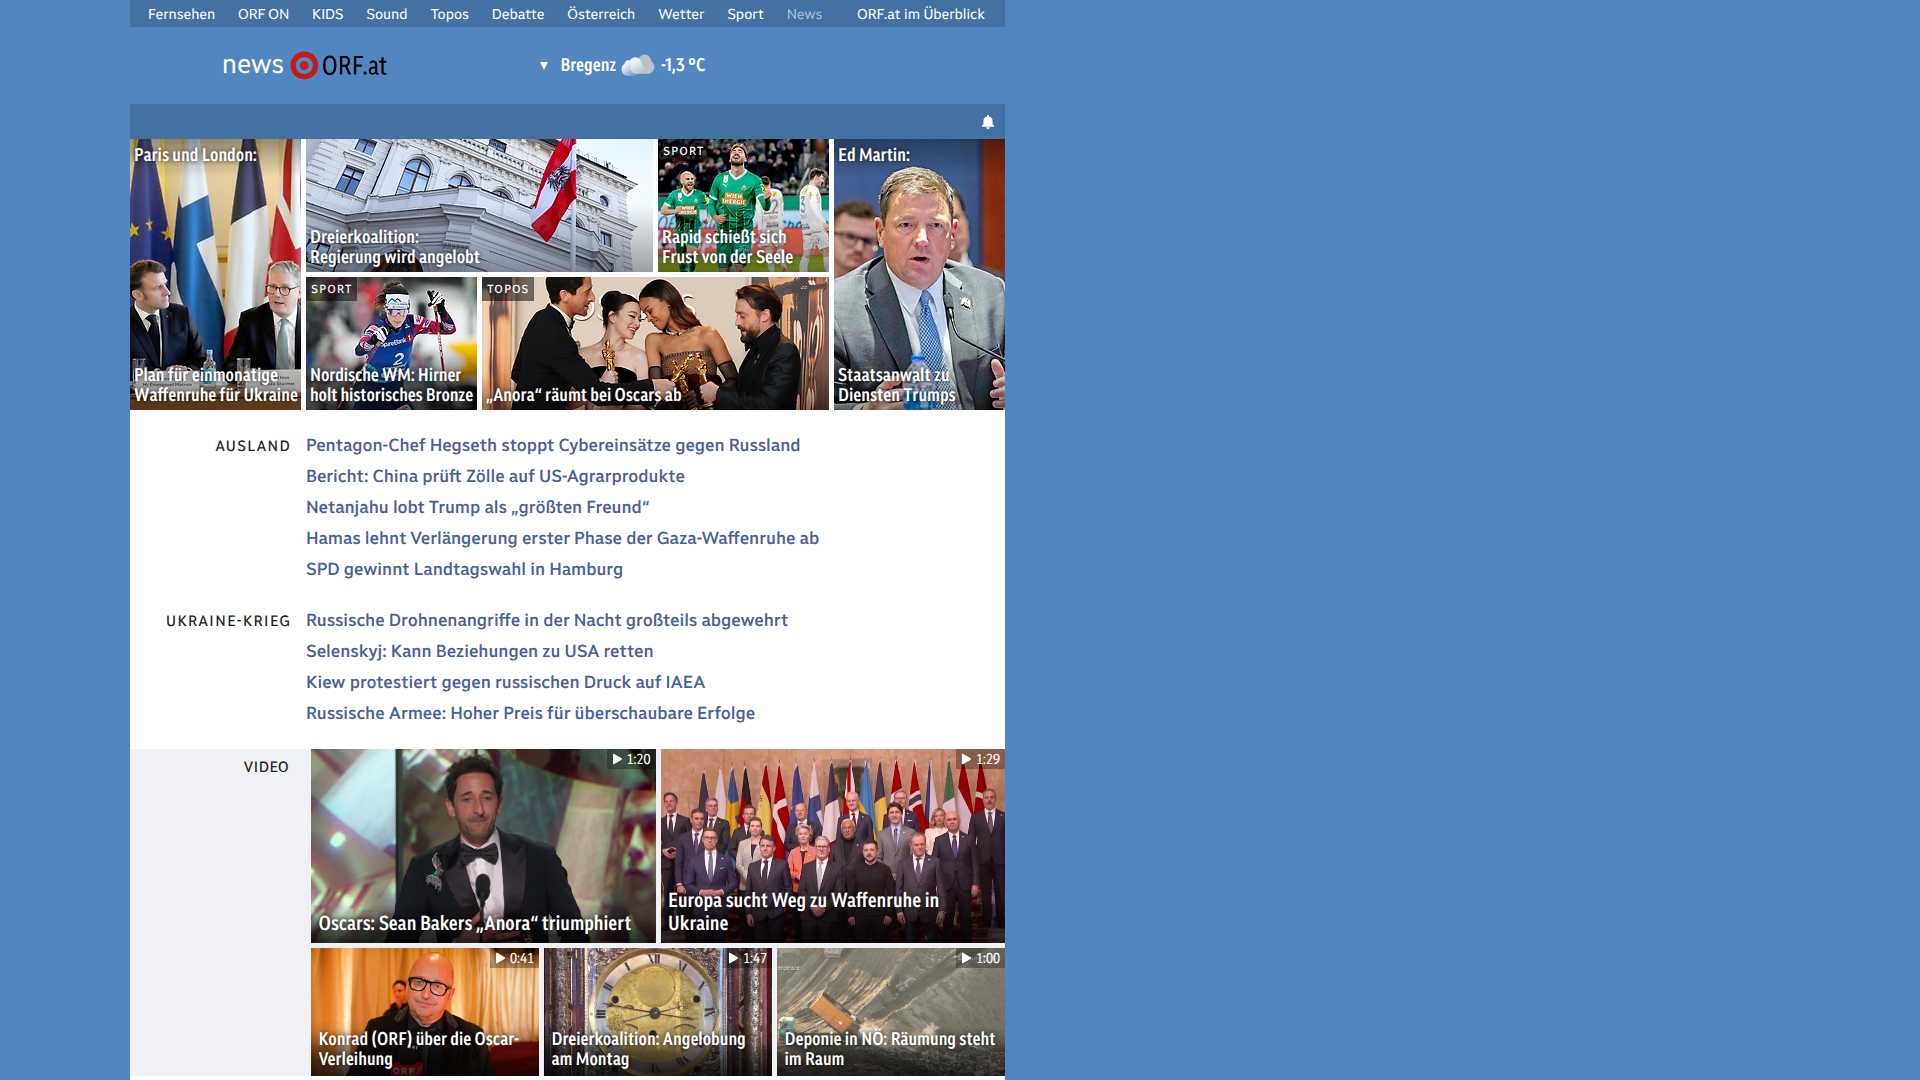 Fernsehen ORF ON KIDS Sound Topos Debatte Österreich Wetter Sport News ORF.at im Überblick
news ORF.at
▼ Bregenz -1,3 °C
Paris und London:
Plan für einmonatige
Waffenruhe für Ukraine
Dreierkoalition:
Regierung wird angelobt
SPORT
WIEN ENERGIE
Rapid schießt sich
Frust von der Seele
Ed Martin:
Staatsanwalt zu
Diensten Trumps
SPORT
2
Nordische WM: Hirner
holt historisches Bronze
TOPOS
„Anora“ räumt bei Oscars ab
AUSLAND
Pentagon-Chef Hegseth stoppt Cybereinsätze gegen Russland
Bericht: China prüft Zölle auf US-Agrarprodukte
Netanjahu lobt Trump als „größten Freund“
Hamas lehnt Verlängerung erster Phase der Gaza-Waffenruhe ab
SPD gewinnt Landtagswahl in Hamburg
UKRAINE-KRIEG
Russische Drohnenangriffe in der Nacht großteils abgewehrt
Selenskyj: Kann Beziehungen zu USA retten
Kiew protestiert gegen russischen Druck auf IAEA
Russische Armee: Hoher Preis für überschaubare Erfolge
VIDEO
1:20
Oscars: Sean Bakers „Anora“ triumphiert
1:29
Europa sucht Weg zu Waffenruhe in
Ukraine
0:41
Konrad (ORF) über die Oscar-
Verleihung
ORF
1:47
Dreierkoalition: Angelobung
am Montag
1:00
Deponie in NÖ: Räumung steht
im Raum